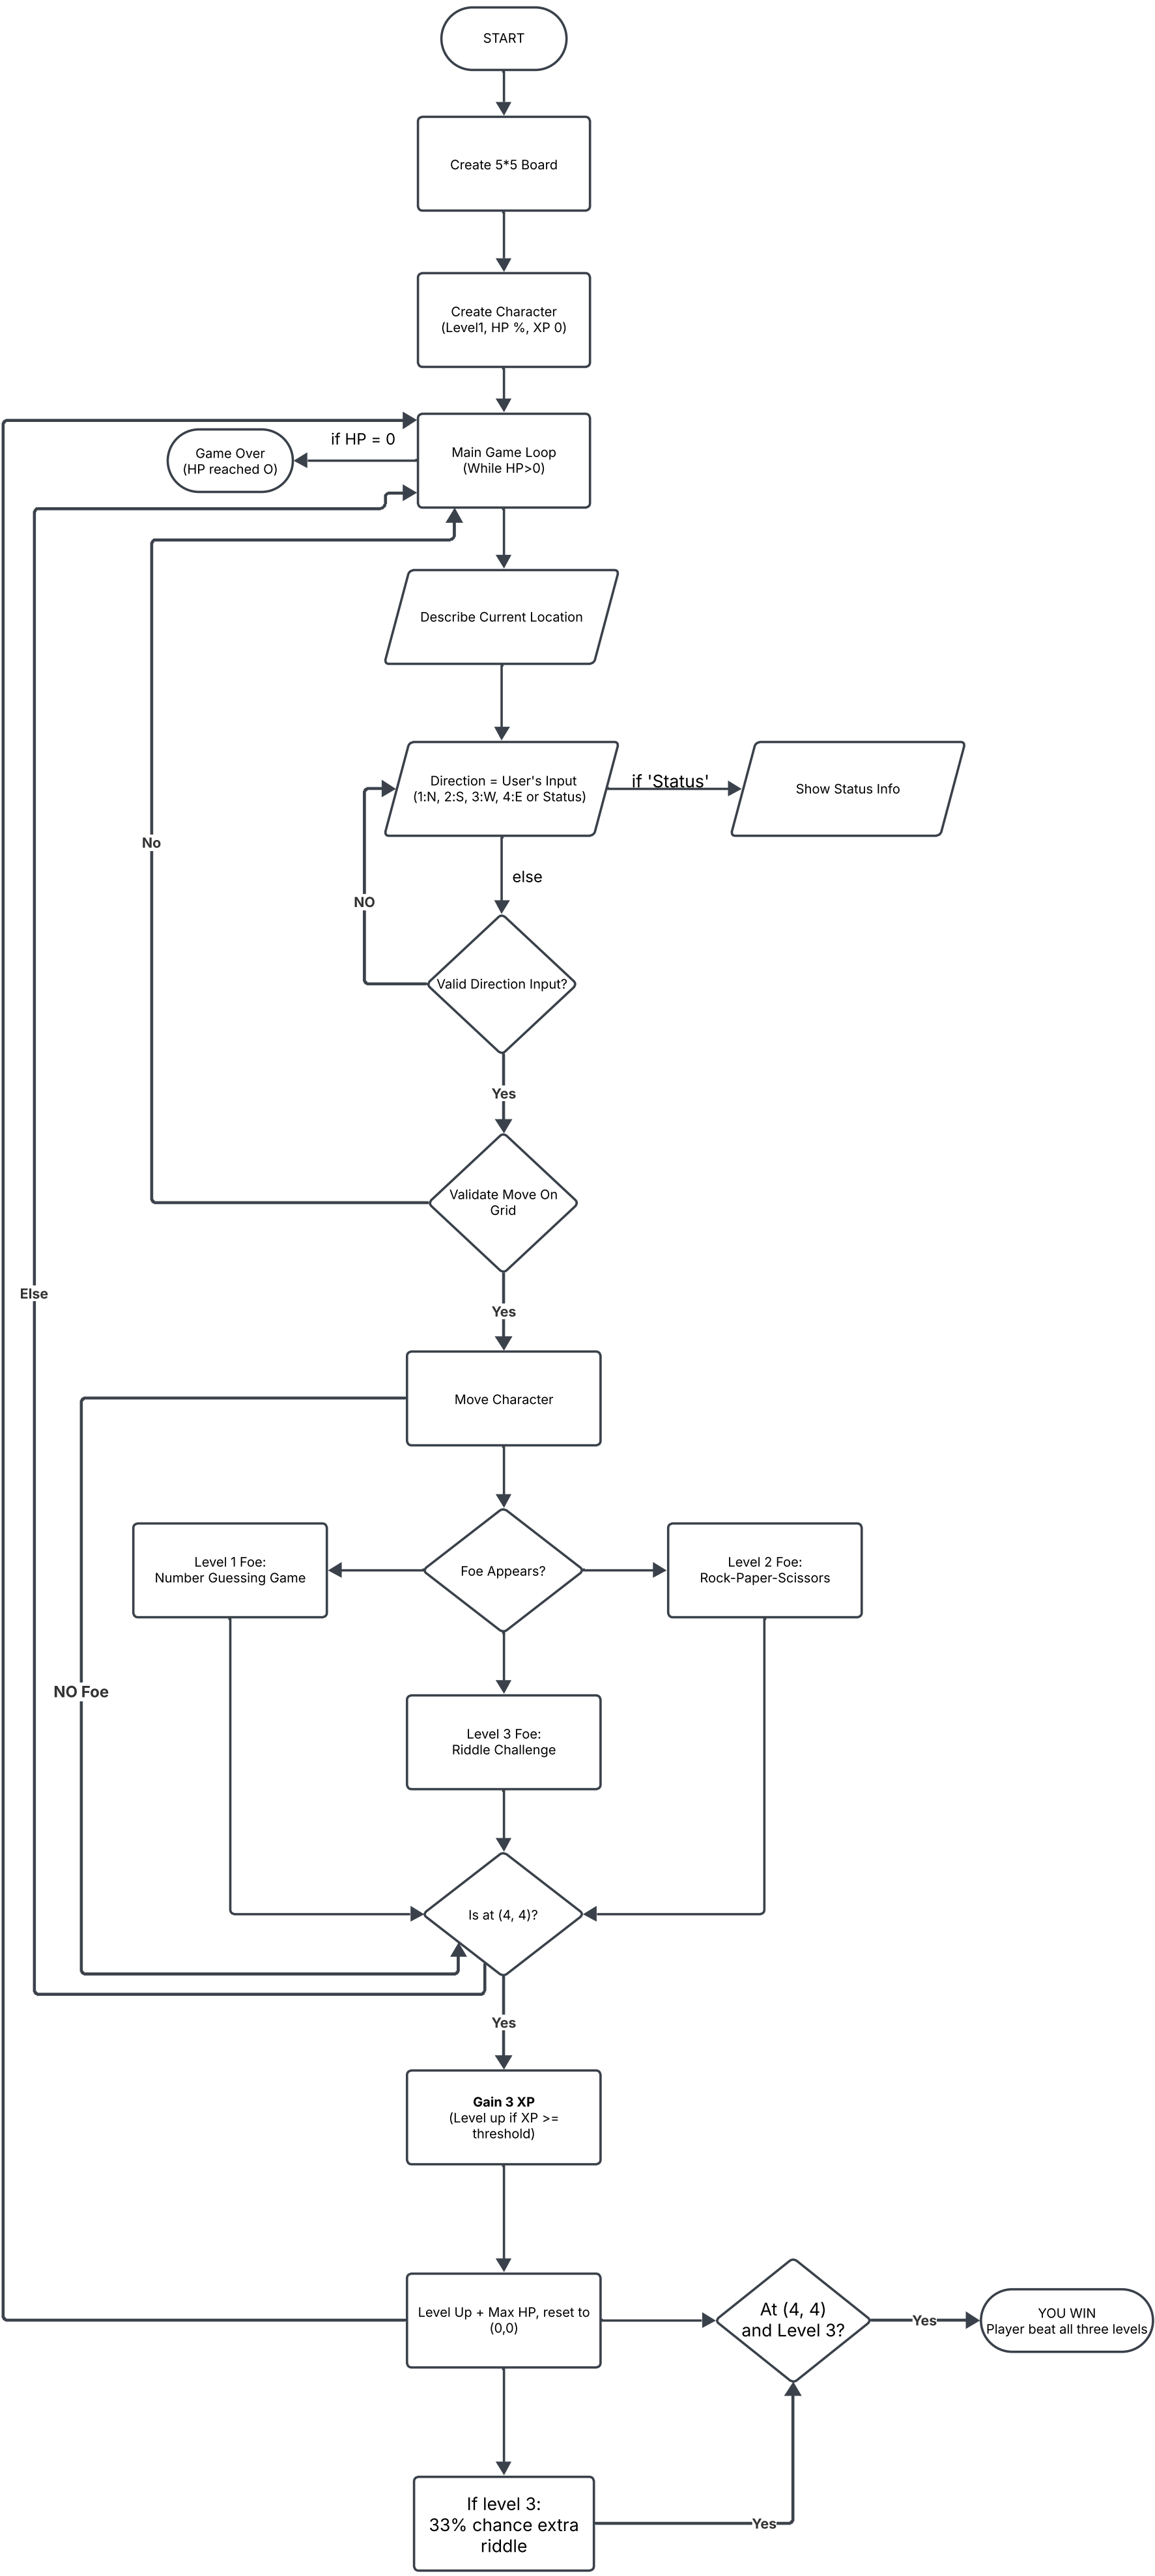 START
Create 5*5 Board
Create Character
(Level1, HP %, XP 0)
if HP = 0
Game Over
(HP reached O)
Main Game Loop
(While HP>0)
Describe Current Location
Direction = User's Input
(1:N, 2:S, 3:W, 4:E or Status)
if 'Status'
Show Status Info
No
else
NO
Valid Direction Input?
Yes
Validate Move On
Grid
Else
Yes
Move Character
Level 1 Foe:
Number Guessing Game
Foe Appears?
Level 2 Foe:
Rock-Paper-Scissors
NO Foe
Level 3 Foe:
Riddle Challenge
Is at (4, 4)?
Yes
Gain 3 XP
(Level up if XP >=
threshold)
Level Up + Max HP, reset to
(0,0)
At (4, 4)
and Level 3?
Yes
YOU WIN
Player beat all three levels
If level 3:
33% chance extra
riddle
Yes